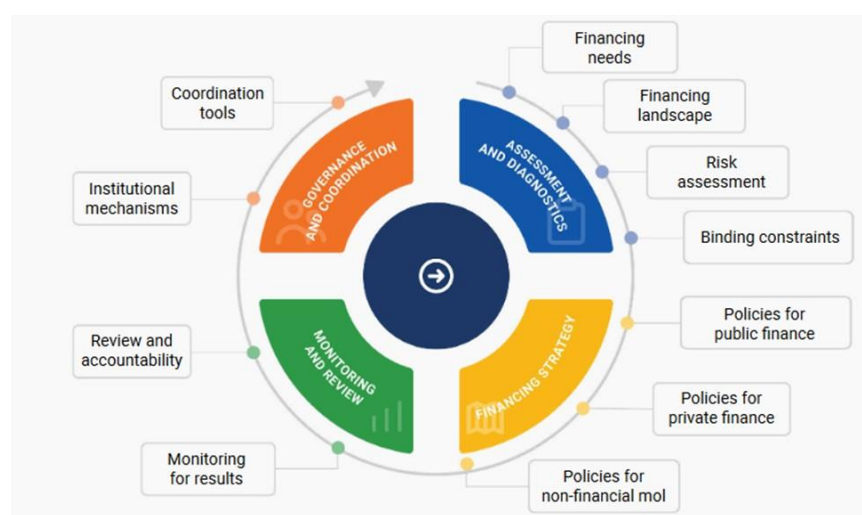 Financing
needs
Financing
landscape
Risk
assessment
Binding constraints
Policies for
public finance
Policies for
private finance
Policies for
non-financial mol
Monitoring
for results
Review and
accountability
Institutional
mechanisms
Coordination
tools
ASSESSMENT
AND DIAGNOSTICS
FINANCING STRATEGY
MONITORING
AND REVIEW
GOVERNANCE
AND COORDINATION